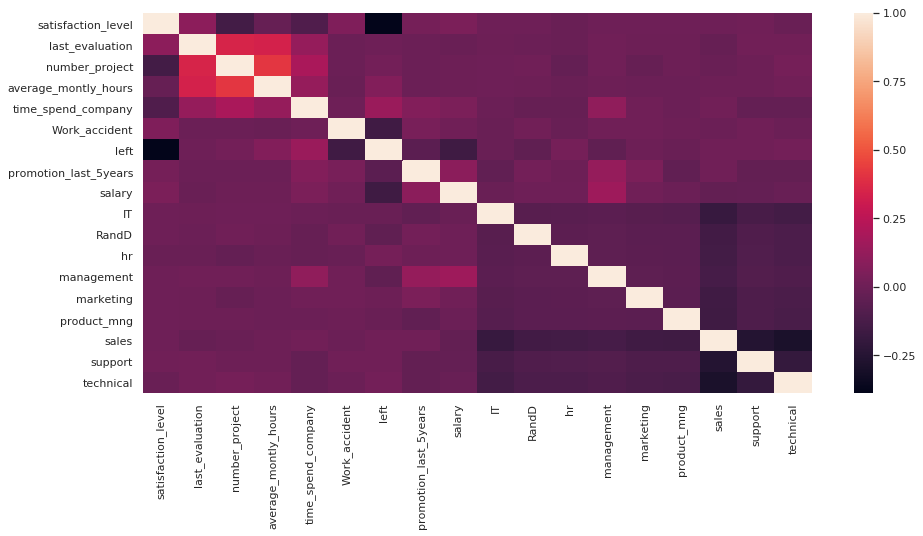 satisfaction_level
last_evaluation
number_project
average_montly_hours
time_spend_company
Work_accident
left
promotion_last_5years
salary
IT
RandD
hr
management
marketing
product_mng
sales
support
technical
satisfaction_level
last_evaluation
number_project
average_montly_hours
time_spend_company
Work_accident
left
promotion_last_5years
salary
IT
RandD
hr
management
marketing
product_mng
sales
support
technical
1.00
0.75
0.50
0.25
0.00
−0.25